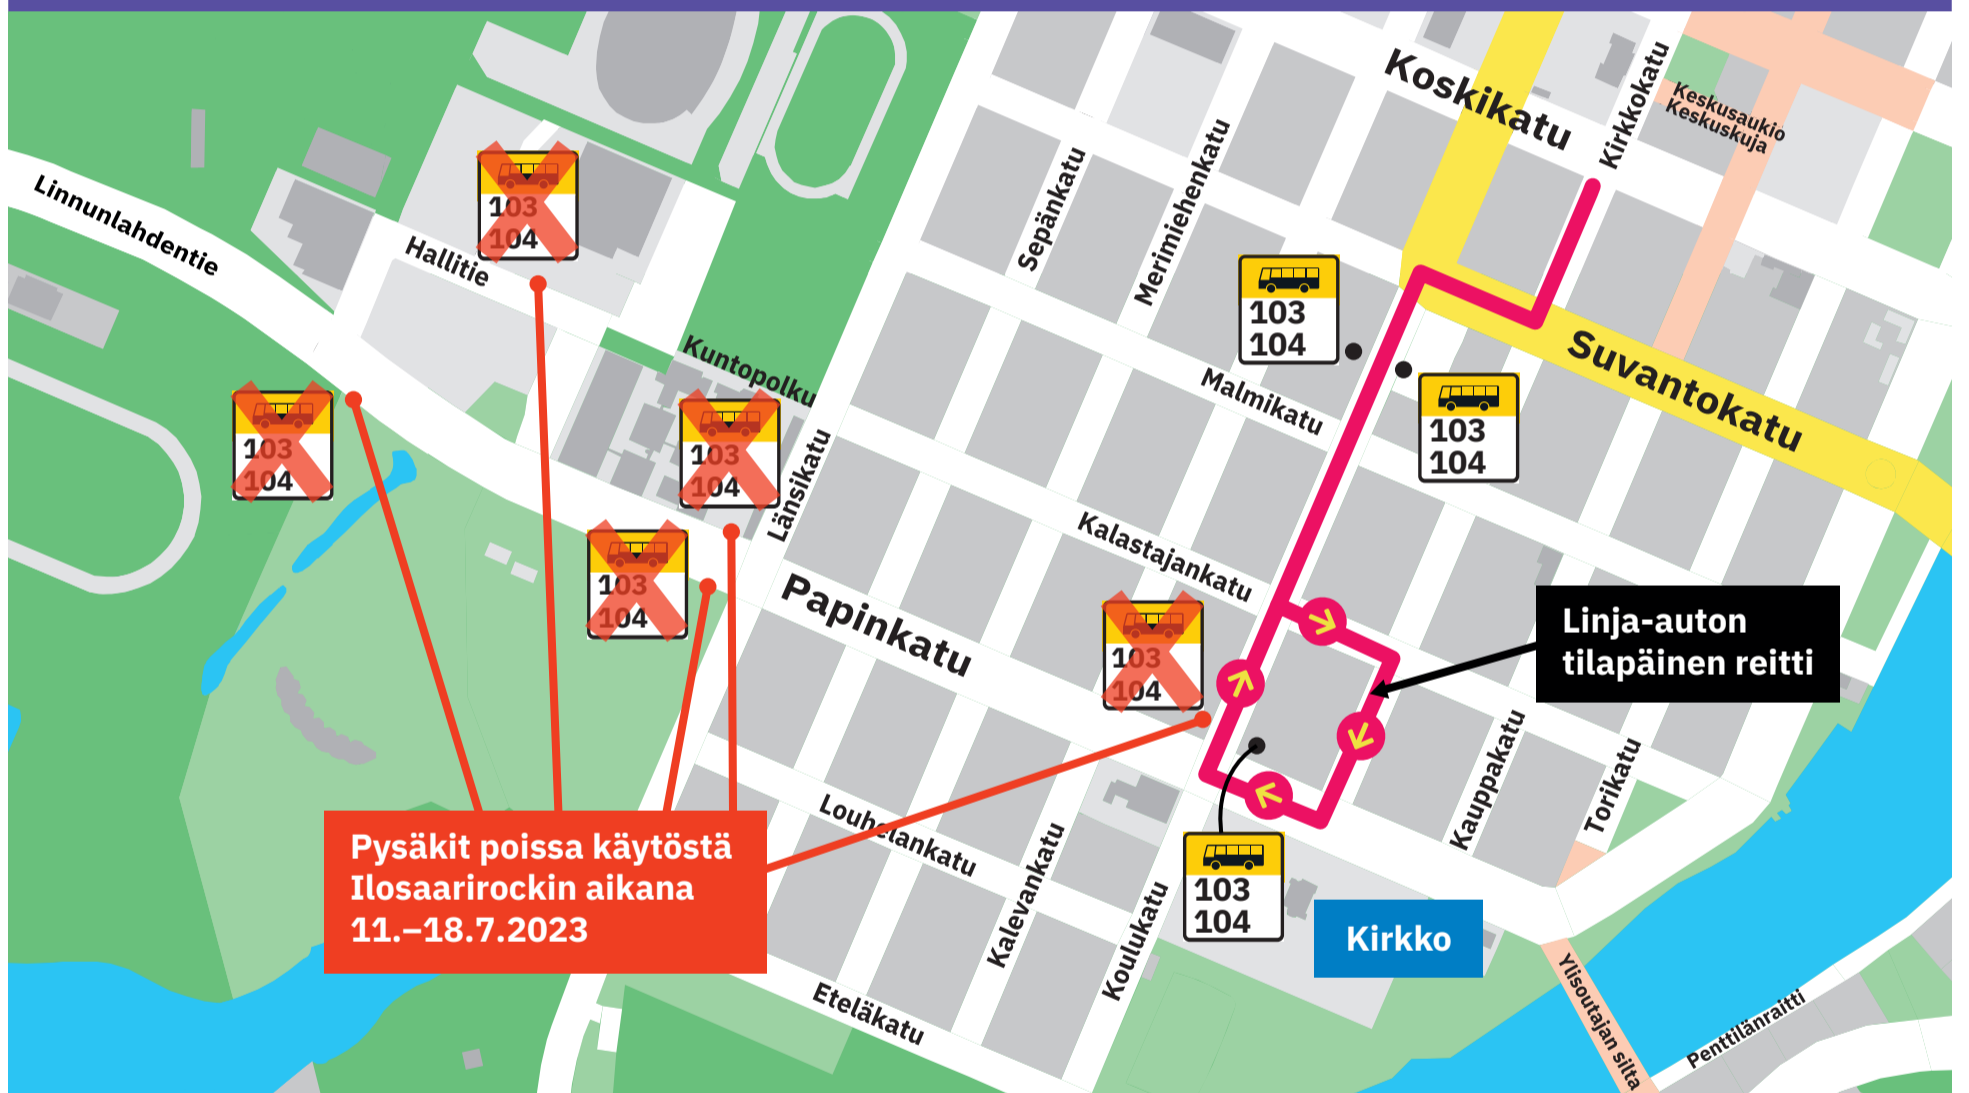 Koskikatu
Kirkkokatu
Keskusaukio
Keskuskuja
Linnunlahdentie
Hallitie
103
104
Sepänkatu
Merimiehenkatu
103
104
Suvantokatu
Kuntopolku
Malmikatu
103
104
103
104
103
104
Länsikatu
Kalastajankatu
103
104
Papinkatu
103
104
Linja-auton
tilapäinen reitti
Kauppakatu
Torikatu
Louhelankatu
Kalevankatu
Koulukatu
103
104
Pysäkit poissa käytöstä
Ilosaarirockin aikana
11.–18.7.2023
Kirkko
Eteläkatu
Ylisoutajan silta
Penttilänraitti